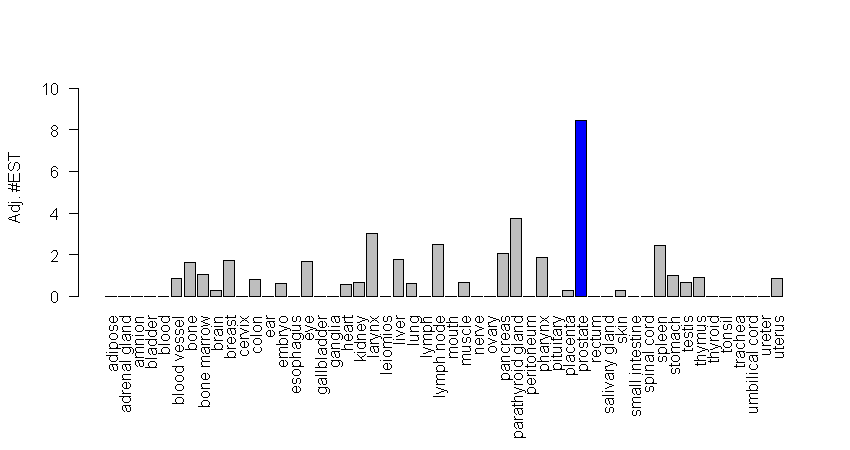 Adj. #EST
10
8
6
4
2
0
adipose
adrenal gland
amnion
bladder
blood
blood vessel
bone
bone marrow
brain
breast
cervix
colon
ear
embryo
esophagus
eye
gallbladder
ganglia
heart
kidney
larynx
leiomios
liver
lung
lymph
lymph node
mouth
muscle
nerve
ovary
pancreas
parathyroid gland
peritoneum
pharynx
pituitary
placenta
prostate
rectum
salivary gland
skin
small intestine
spinal cord
spleen
stomach
testis
thymus
thyroid
tonsil
trachea
umbilical cord
ureter
uterus